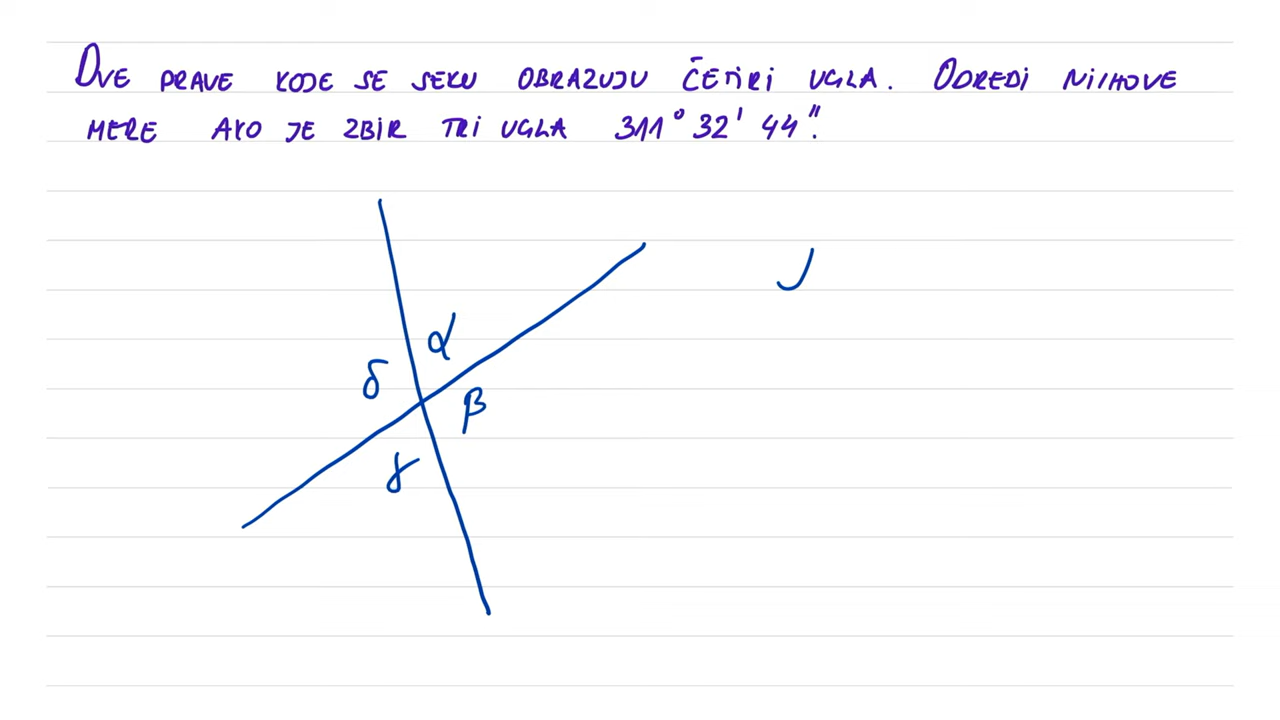 DVE PRAVE KOJE SE SEKU OBRAZUJU ČETIRI UGLA. ODREDI NJIHOVE
MERE AKO JE ZBIR TRI UGLA 311° 32' 44".
α
δ
β
γ